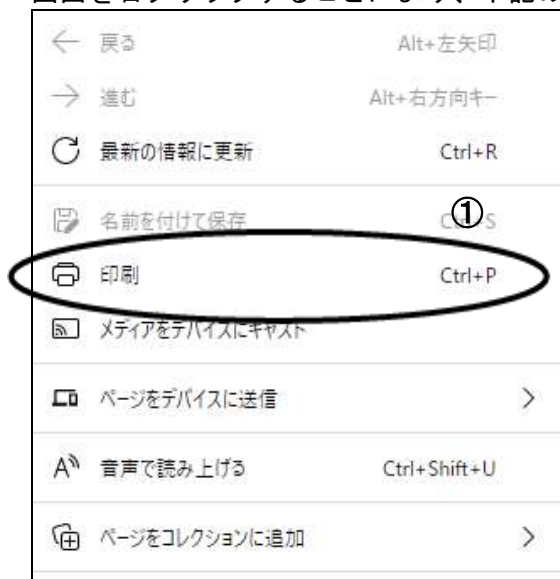 戻る Alt+左矢印
進む Alt+右方向キー
最新の情報に更新 Ctrl+R
①
名前を付けて保存
印刷 Ctrl+P
メディアをデバイスにキャスト
ページをデバイスに送信
音声で読み上げる Ctrl+Shift+U
ページをコレクションに追加